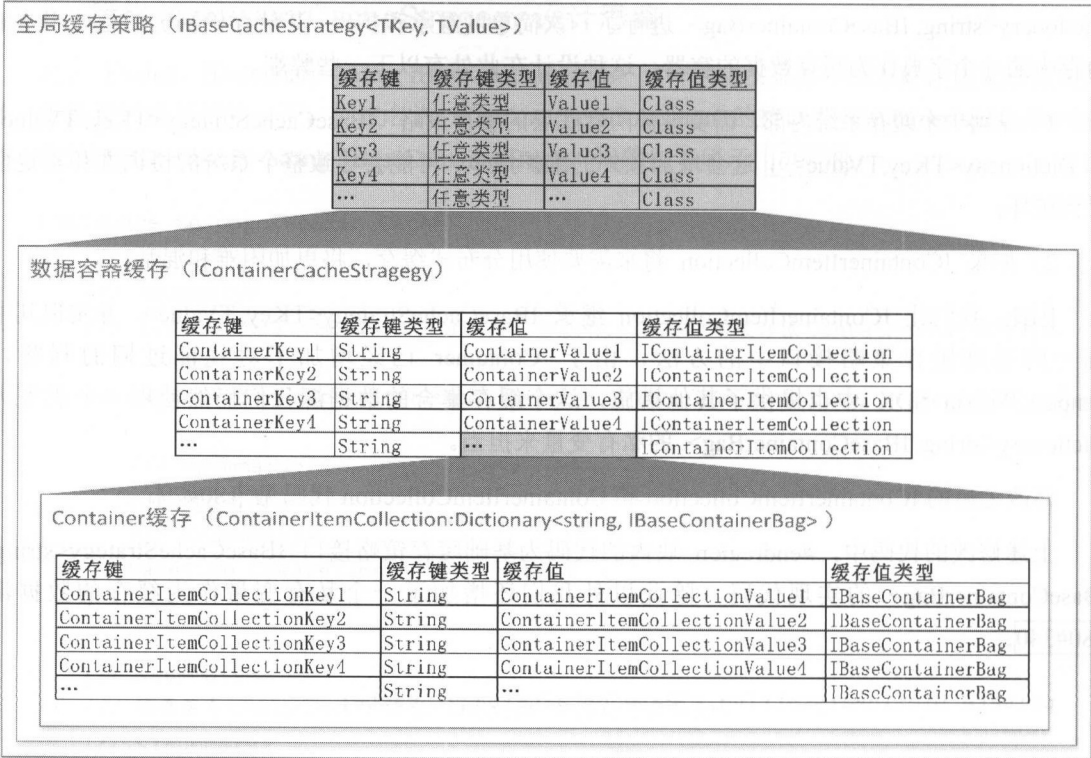 全局缓存策略（IBaseCacheStrategy<TKey, TValue>）
缓存键 缓存键类型 缓存值 缓存值类型
Key1 任意类型 Value1 Class
Key2 任意类型 Value2 Class
Key3 任意类型 Value3 Class
Key4 任意类型 Value4 Class
… 任意类型 … Class
数据容器缓存（IContainerCacheStragegy）
缓存键 缓存键类型 缓存值 缓存值类型
ContainerKey1 String ContainerValue1 IContainerItemCollection
ContainerKey2 String ContainerValue2 IContainerItemCollection
ContainerKey3 String ContainerValue3 IContainerItemCollection
ContainerKey4 String ContainerValue4 IContainerItemCollection
… String … IContainerItemCollection
Container缓存（ContainerItemCollection:Dictionary<string, IBaseContainerBag> ）
缓存键 缓存键类型 缓存值 缓存值类型
ContainerItemCollectionKey1 String ContainerItemCollectionValue1 IBaseContainerBag
ContainerItemCollectionKey2 String ContainerItemCollectionValue2 IBaseContainerBag
ContainerItemCollectionKey3 String ContainerItemCollectionValue3 IBaseContainerBag
ContainerItemCollectionKey4 String ContainerItemCollectionValue4 IBaseContainerBag
… String … IBaseContainerBag